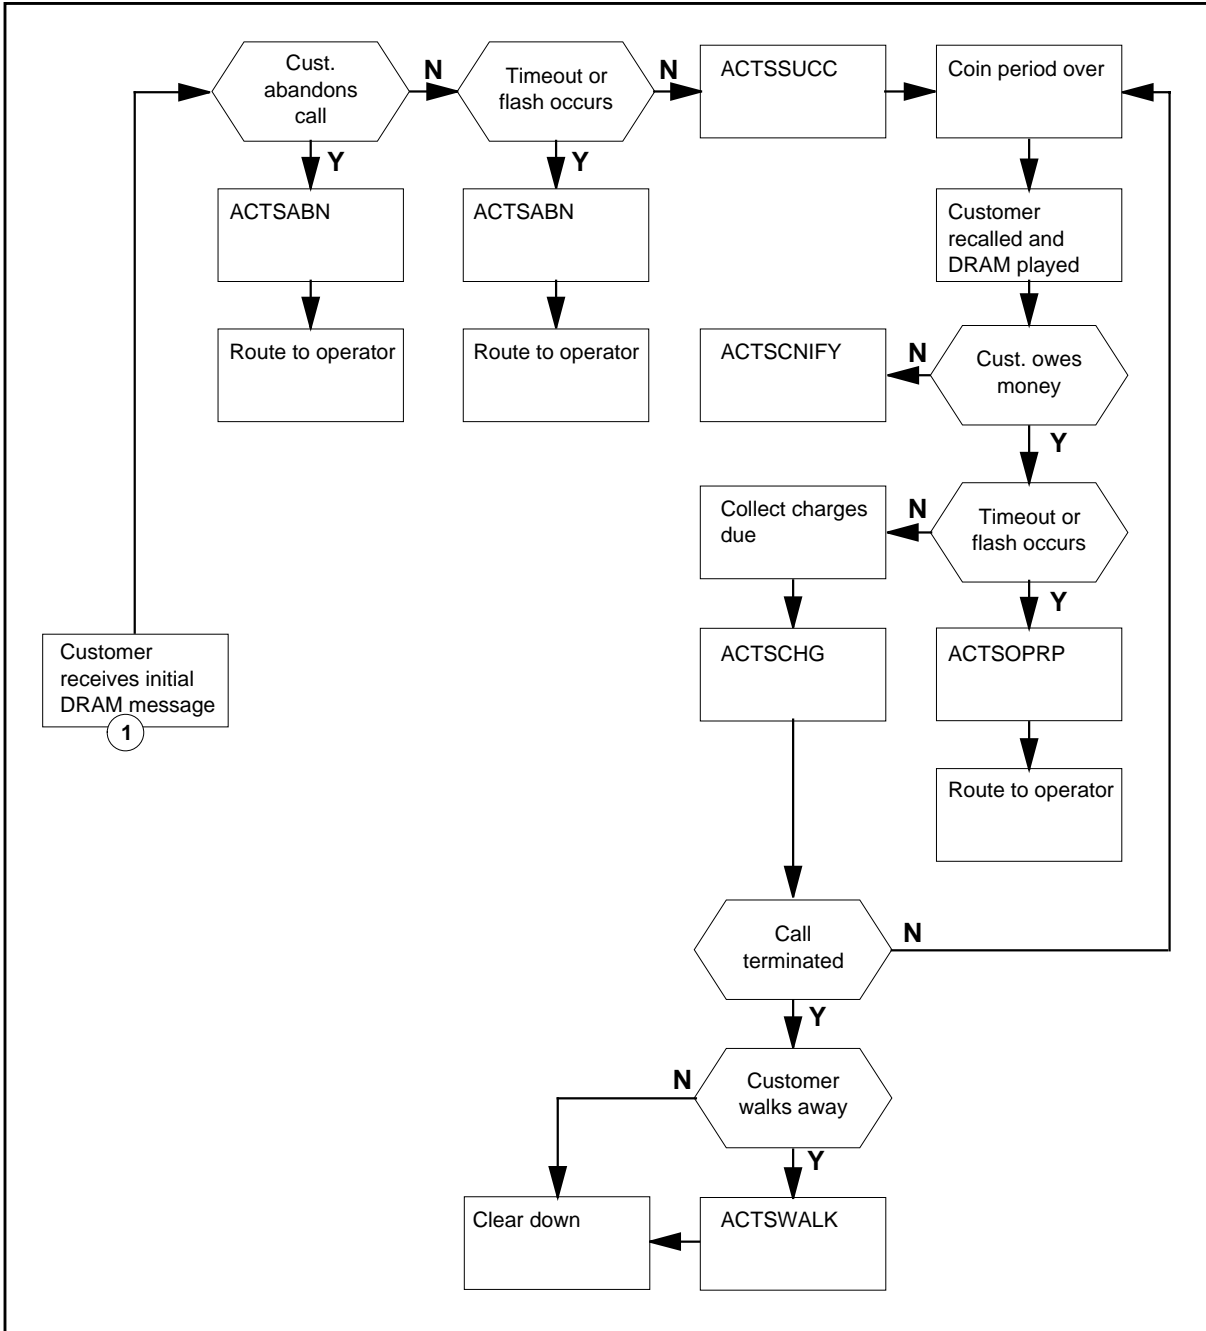 Cust.
abandons
call
N
Timeout or
flash occurs
N
ACTSSUCC
Coin period over
Y
Y
ACTSABN
ACTSABN
Customer
recalled and
DRAM played
Route to operator
Route to operator
ACTSCNIFY
N
Cust. owes
money
Y
Collect charges
due
N
Timeout or
flash occurs
Y
Customer
receives initial
DRAM message
1
ACTSCHG
ACTSOPRP
Route to operator
Call
terminated
N
Y
N
Customer
walks away
Y
Clear down
ACTSWALK